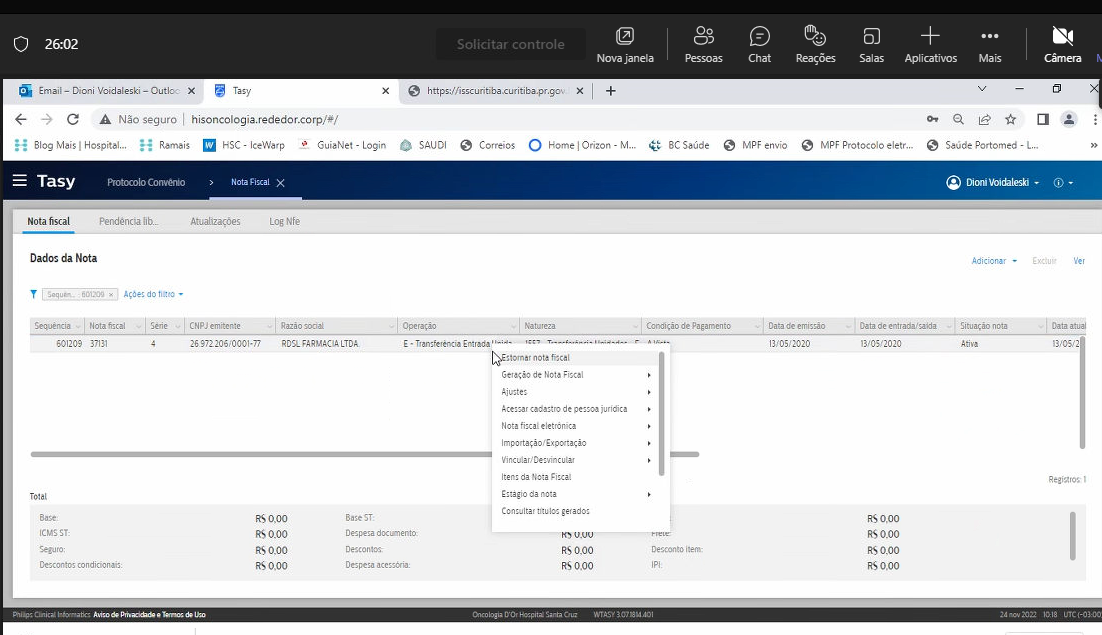 26:02
Solicitar controle
Nova janela
Pessoas
Chat
Reações
Salas
Aplicativos
Mais
Câmera
Email – Dioni Voidaleski – Outloo
Tasy
https://isscuritiba.curitiba.pr.gov.
Não seguro
hisoncologia.rededor.corp/#/
Blog Mais | Hospital...
Ramais
HSC - IceWarp
GuiaNet - Login
SAUDI
Correios
Home | Orizon - M...
BC Saúde
MPF envio
MPF Protocolo eletr...
Saúde Portomed - L...
Tasy
Protocolo Convênio
Nota Fiscal
Dioni Voidaleski
Nota fiscal
Pendência lib...
Atualizações
Log Nfe
Dados da Nota
Adicionar
Excluir
Ver
Sequên... : 601209
Ações do filtro
Sequência Nota fiscal Série CNPJ emitente Razão social Operação Natureza Condição de Pagamento Data de emissão Data de entrada/saída Situação nota Data atual
601209 37131 4 26.972.206/0001-77 RDSL FARMACIA LTDA. E - Transferência Entrada Unida 1557 - Transferência Unidades - E A Vista 13/05/2020 13/05/2020 Ativa 13/05/2
Estornar nota fiscal
Geração de Nota Fiscal
Ajustes
Acessar cadastro de pessoa jurídica
Nota fiscal eletrônica
Importação/Exportação
Vincular/Desvincular
Itens da Nota Fiscal
Estágio da nota
Consultar títulos gerados
Registros: 1
Total
Base: R$ 0,00 Base ST: R$ 0,00
ICMS ST: R$ 0,00 Despesa documento: R$ 0,00 Frete: R$ 0,00
Seguro: R$ 0,00 Descontos: R$ 0,00 Desconto item: R$ 0,00
Descontos condicionais: R$ 0,00 Despesa acessória: R$ 0,00 IPI: R$ 0,00
Philips Clinical Informatics Aviso de Privacidade e Termos de Uso
Oncologia D'Or Hospital Santa Cruz
WTASY 3.07.1814.401
24 nov 2022 10:18 UTC (-03:00)